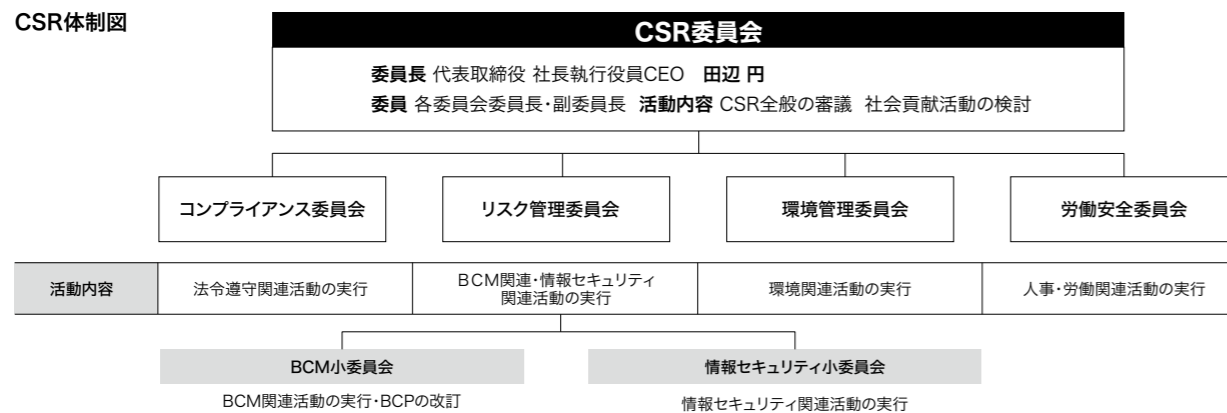 CSR体制図
CSR委員会
委員長 代表取締役 社長執行役員CEO 田辺 円
委員 各委員会委員長・副委員長 活動内容 CSR全般の審議 社会貢献活動の検討
コンプライアンス委員会
リスク管理委員会
環境管理委員会
労働安全委員会
活動内容
法令遵守関連活動の実行
BCM関連・情報セキュリティ
関連活動の実行
環境関連活動の実行
人事・労働関連活動の実行
BCM小委員会
情報セキュリティ小委員会
BCM関連活動の実行・BCPの改訂
情報セキュリティ関連活動の実行